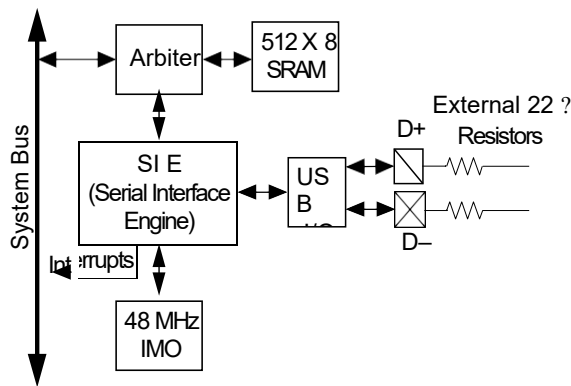 System Bus
Arbiter
512 X 8
SRAM
External 22 ?
Resistors
D+
SI E
(Serial Interface
Engine)
US
B
D–
Interrupts
48 MHz
IMO